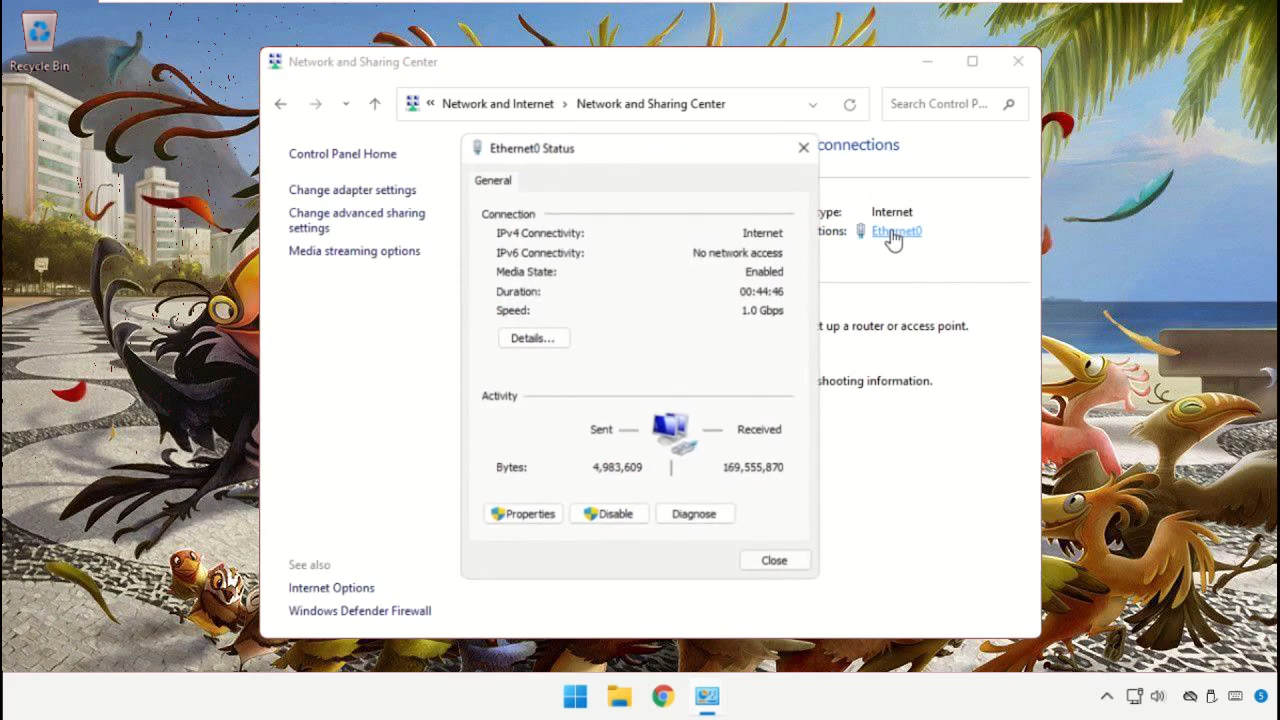 Recycle Bin
Network and Sharing Center
« Network and Internet › Network and Sharing Center
Search Control P...
Control Panel Home
Change adapter settings
Change advanced sharing
settings
Media streaming options
See also
Internet Options
Windows Defender Firewall
connections
ype: Internet
tions: Ethernet0
t up a router or access point.
shooting information.
Ethernet0 Status
General
Connection
IPv4 Connectivity: Internet
IPv6 Connectivity: No network access
Media State: Enabled
Duration: 00:44:46
Speed: 1.0 Gbps
Details...
Activity
Sent — — Received
Bytes: 4,983,609 | 169,555,870
Properties Disable Diagnose
Close
5